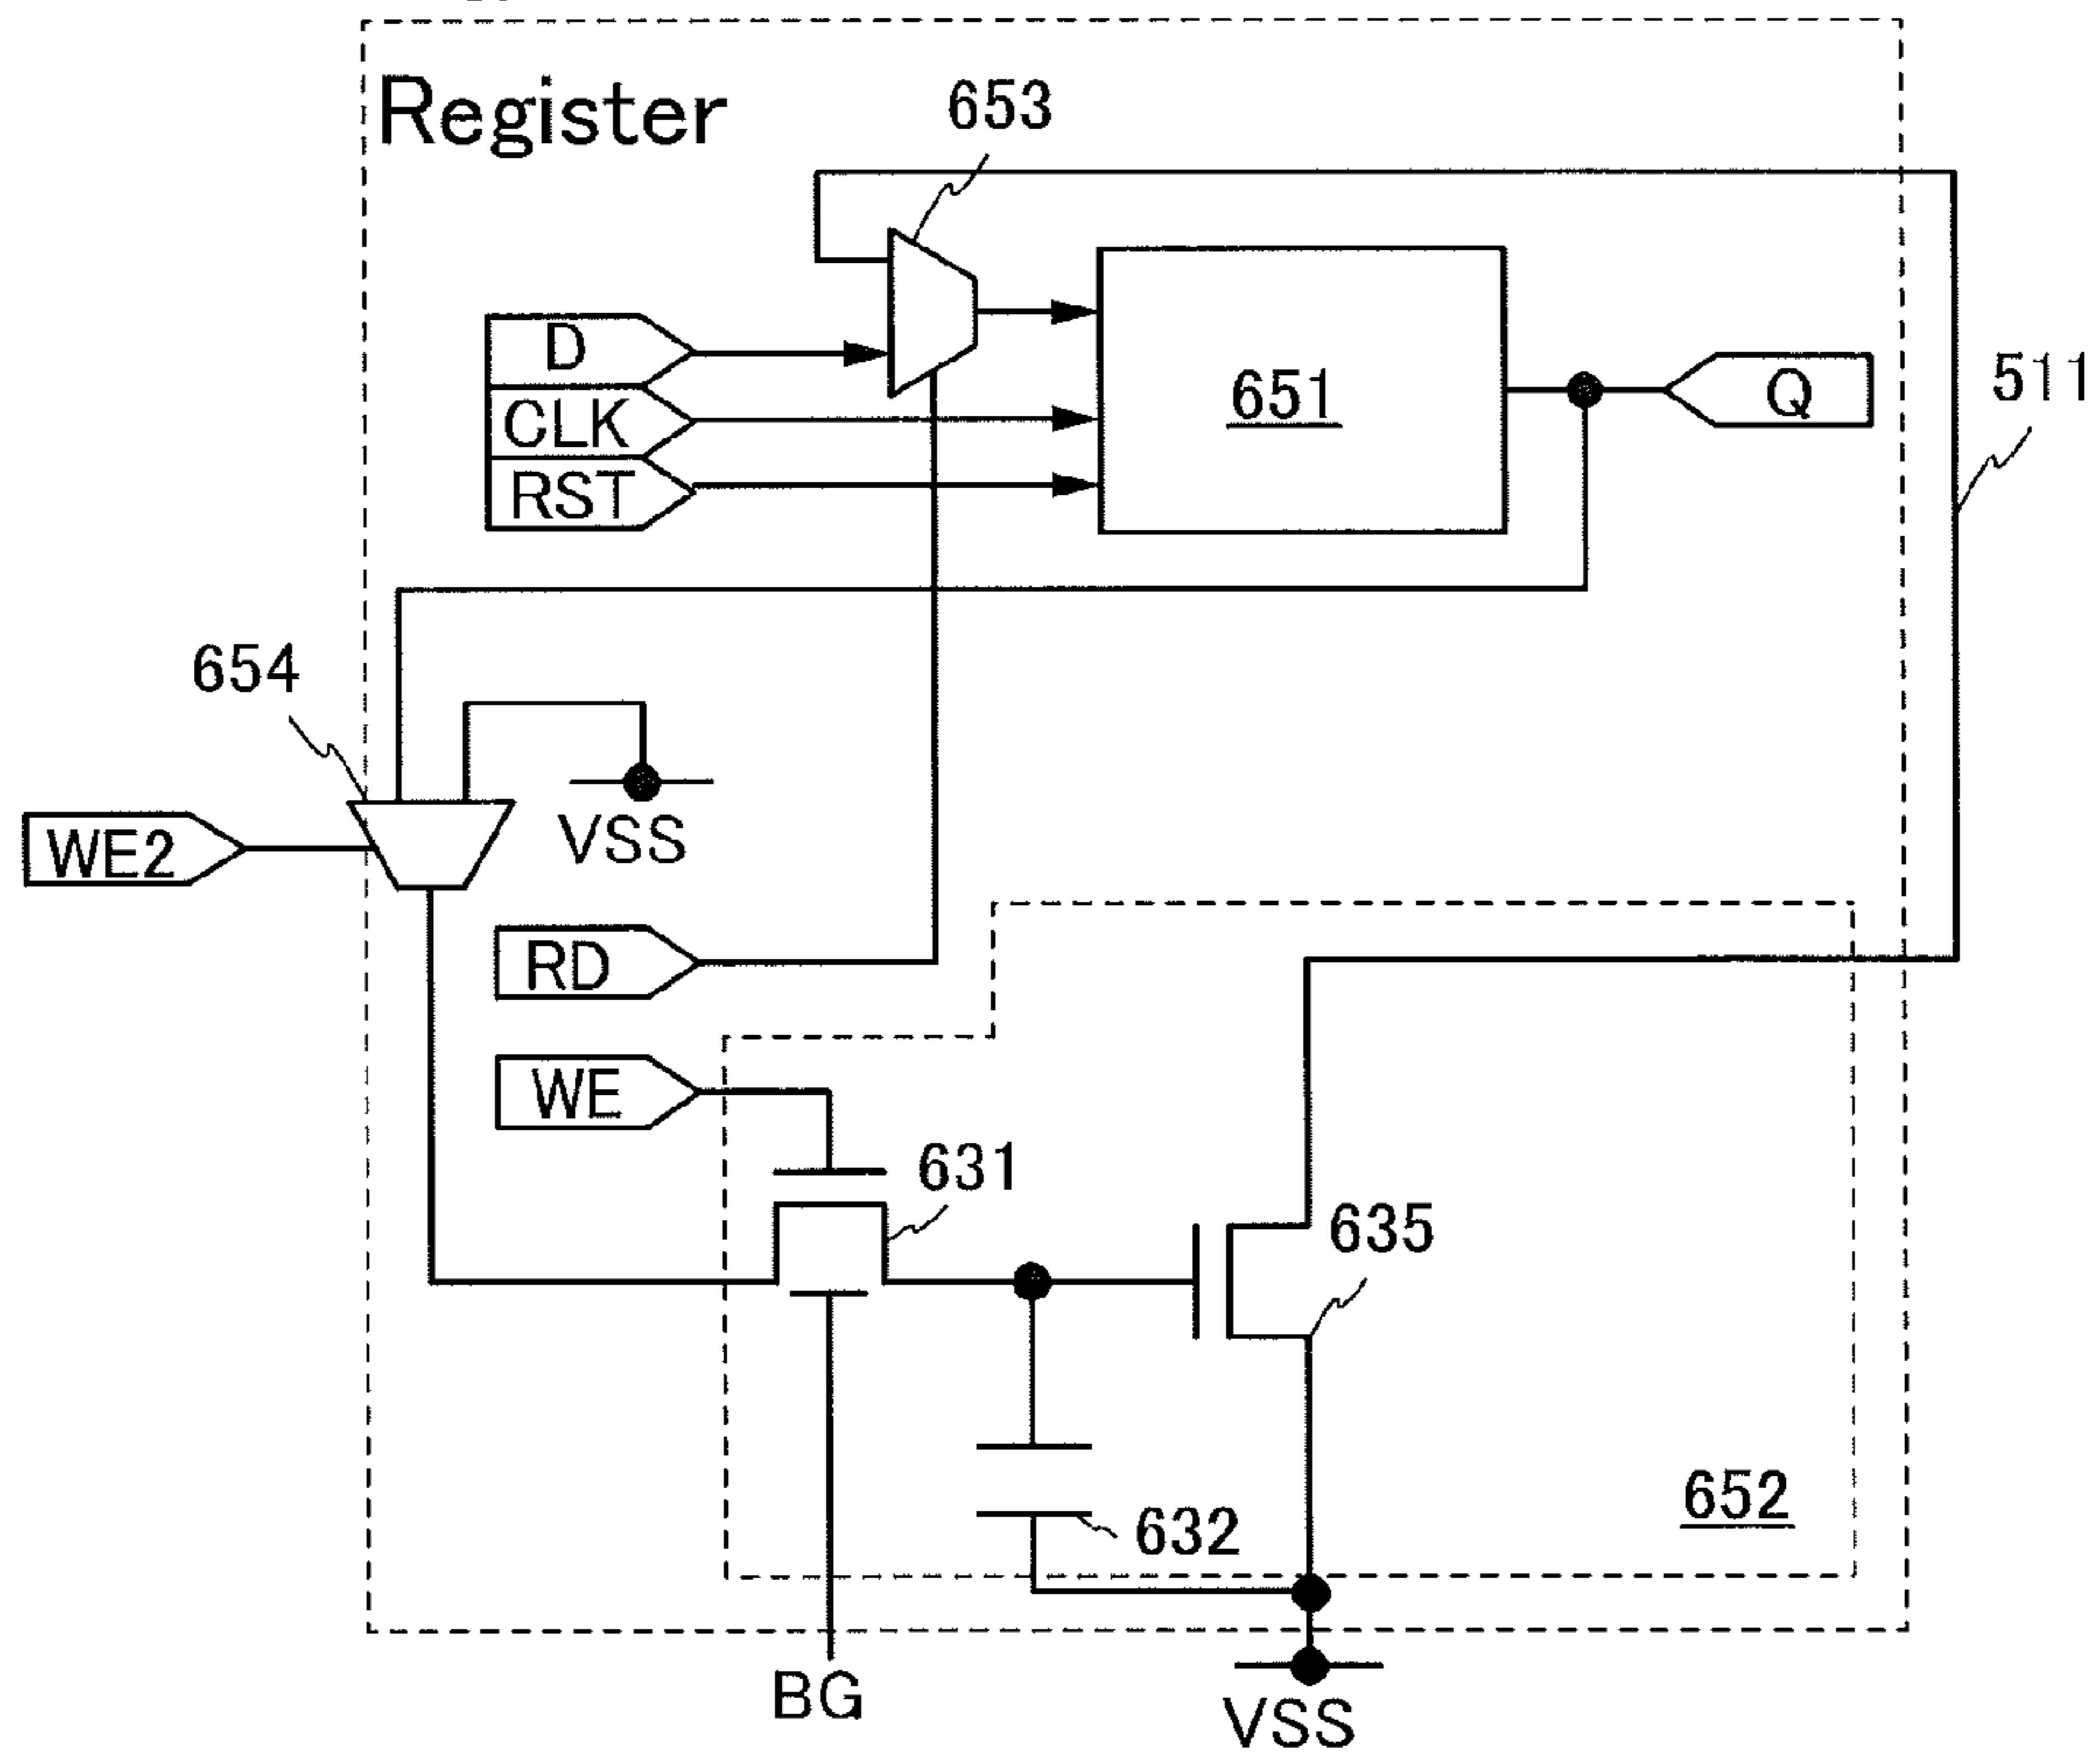 Register
653
D
CLK
RST
651
Q
511
654
VSS
WE2
RD
WE
631
635
632
652
BG
VSS